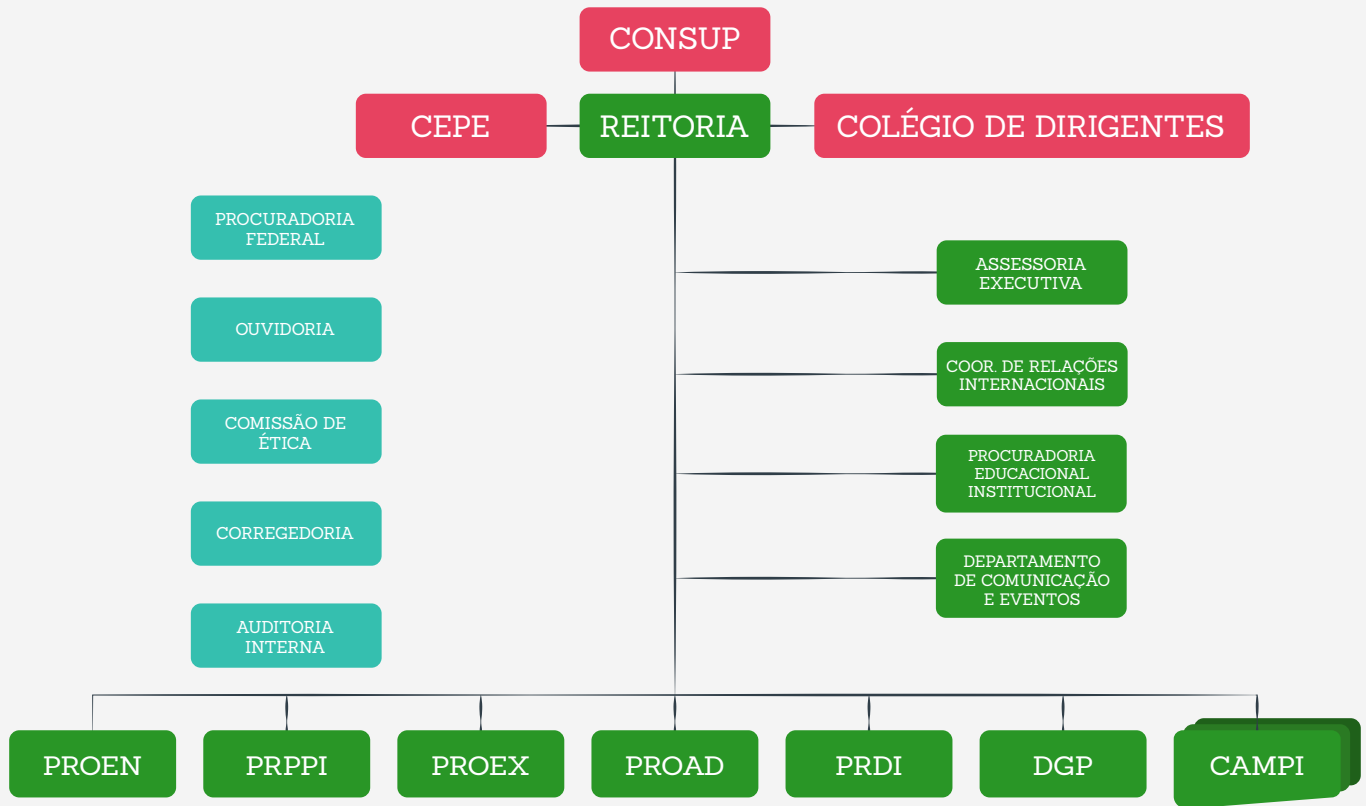 CONSUP
CEPE
REITORIA
COLÉGIO DE DIRIGENTES
PROCURADORIA
FEDERAL
OUVIDORIA
COMISSÃO DE
ÉTICA
CORREGEDORIA
AUDITORIA
INTERNA
ASSESSORIA
EXECUTIVA
COOR. DE RELAÇÕES
INTERNACIONAIS
PROCURADORIA
EDUCACIONAL
INSTITUCIONAL
DEPARTAMENTO
DE COMUNICAÇÃO
E EVENTOS
PROEN
PRPPI
PROEX
PROAD
PRDI
DGP
CAMPI